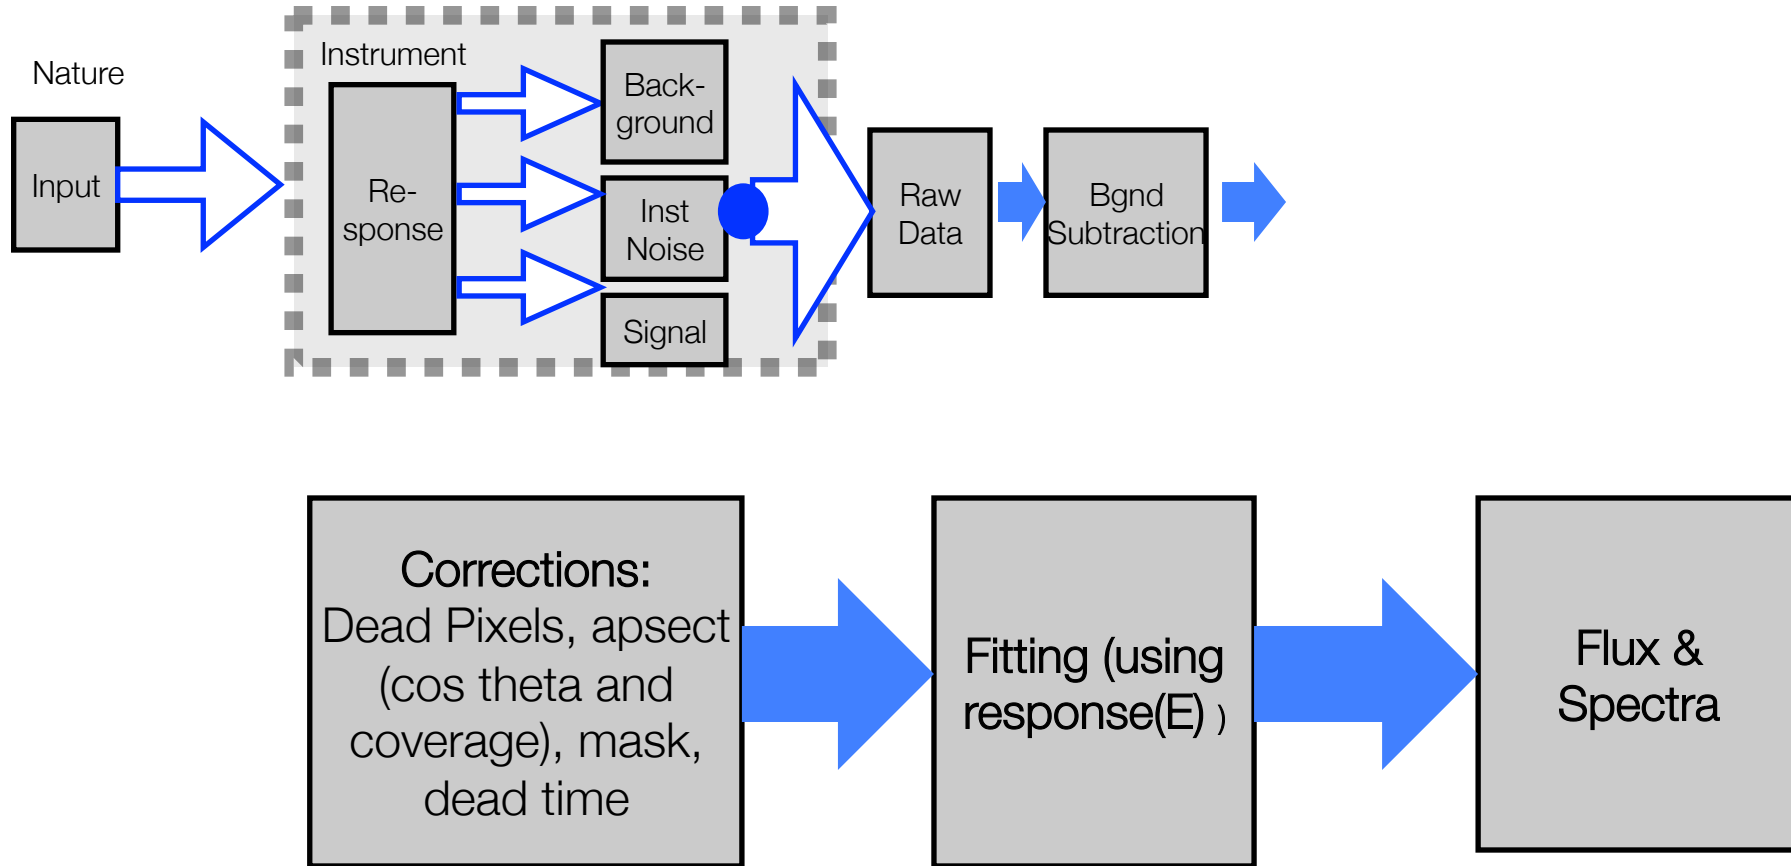 Nature
Input
Instrument
Re-
sponse
Back-
ground
Inst
Noise
Signal
Raw
Data
Bgnd
Subtraction
Corrections:
Dead Pixels, apsect
(cos theta and
coverage), mask,
dead time
Fitting (using
response(E) )
Flux &
Spectra